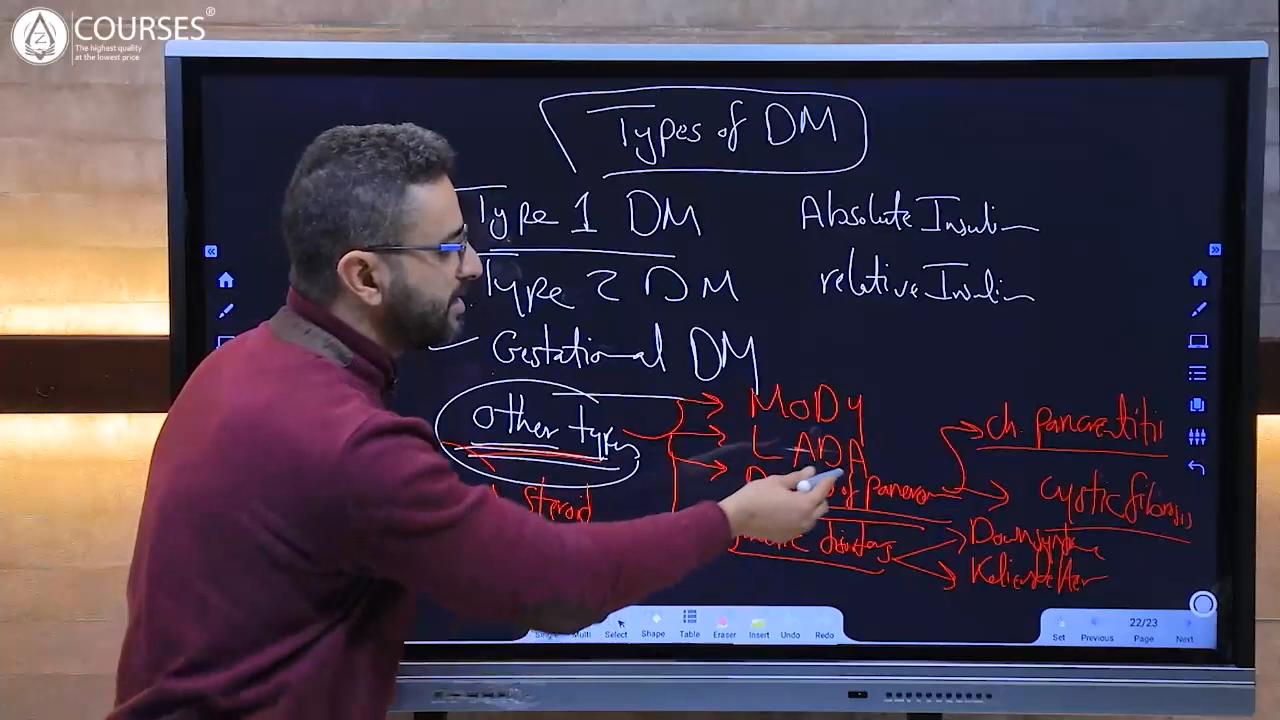 COURSES®
The highest quality
at the lowest price
Types of DM
Type 1 DM Absolute Insulin
Type 2 DM relative Insulin
Gestational DM
other types MODY
LADA
of pancreas
ch. pancreatitis
cystic fibrosis
steroid
Down syndrome
Select Shape Table Eraser Insert Undo Redo
22/23
Set Previous Page Next